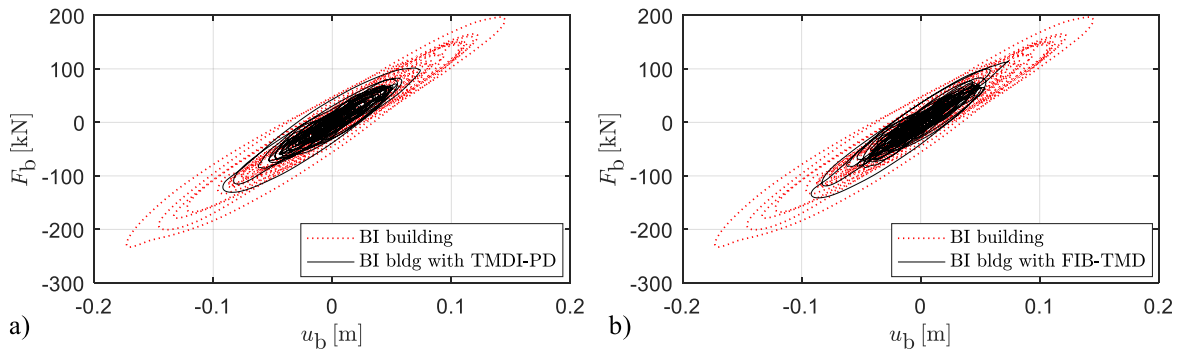 200
100
0
-100
-200
-300
F_b [kN]
BI building
BI bldg with TMDI-PD
-0.2
-0.1
0
0.1
0.2
a)
u_b [m]
200
100
0
-100
-200
-300
F_b [kN]
BI building
BI bldg with FIB-TMD
-0.2
-0.1
0
0.1
0.2
b)
u_b [m]